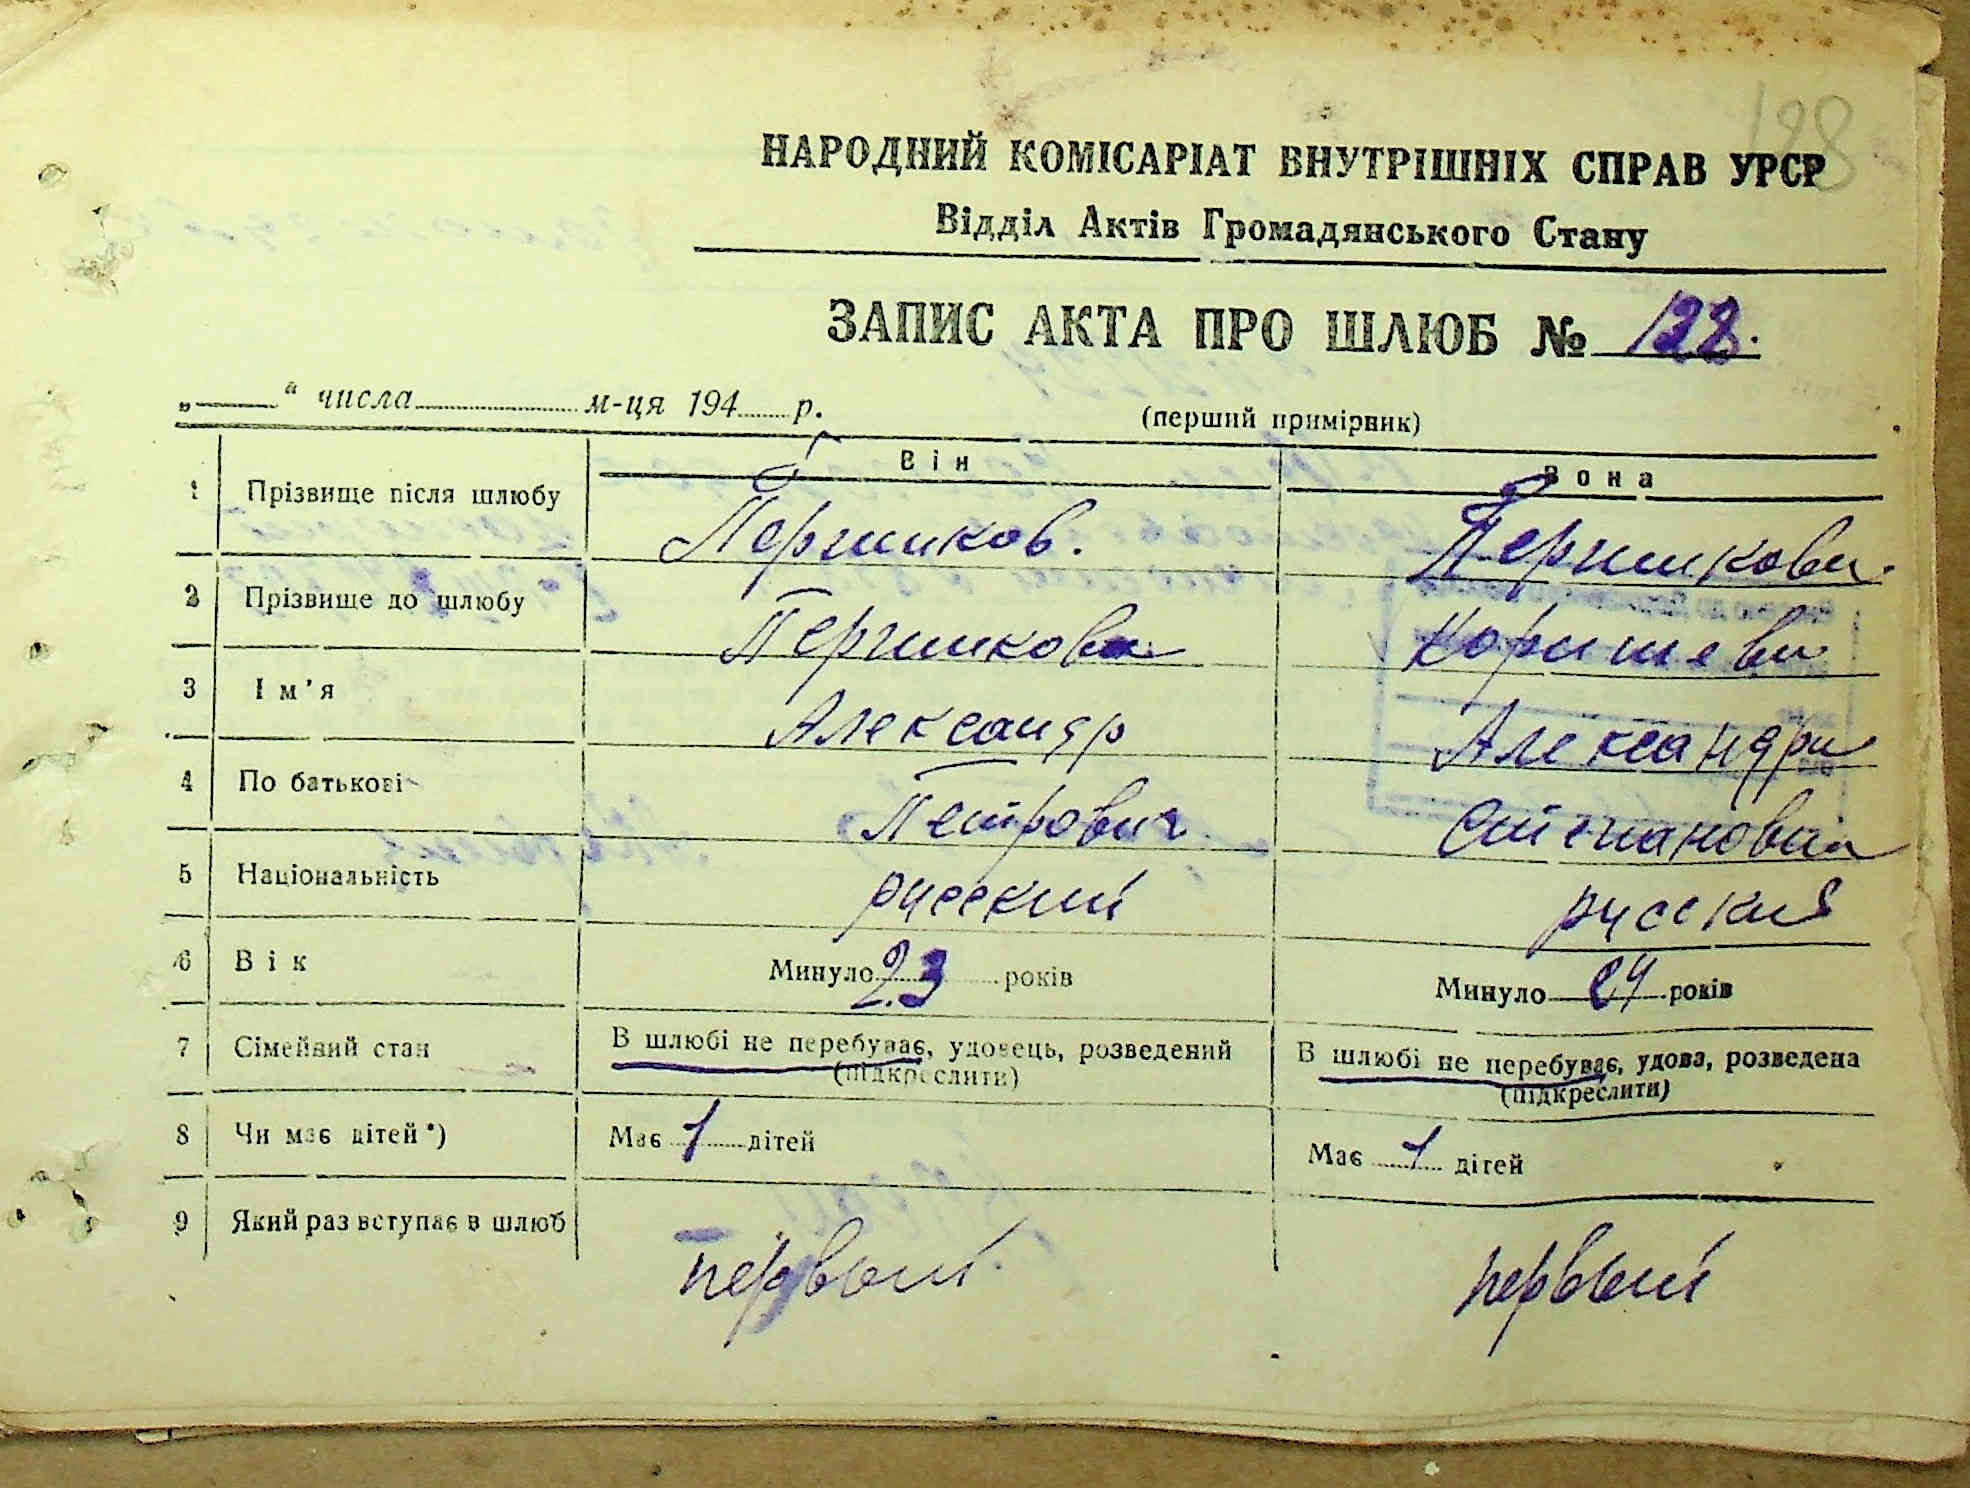 128
НАРОДНИЙ КОМІСАРІАТ ВНУТРІШНІХ СПРАВ УРСР
Відділ Актів Громадянського Стану
ЗАПИС АКТА ПРО ШЛЮБ № 128.
„ “ числа м-ця 194 р.
(перший примірник)
Він Вона
1 Прізвище після шлюбу Першиков. Першикова.
2 Прізвище до шлюбу Першиков
3 Ім’я Александр Александра
4 По батькові Петрович Степановна
5 Національність русский русская
6 Вік Минуло 23 років Минуло 24 років
7 Сімейний стан В шлюбі не перебуває, удовець, розведений В шлюбі не перебуває, удова, розведена
(підкреслити) (підкреслити)
8 Чи має дітей*) Має 1 дітей Має 1 дітей
9 Який раз вступає в шлюб первый. первый